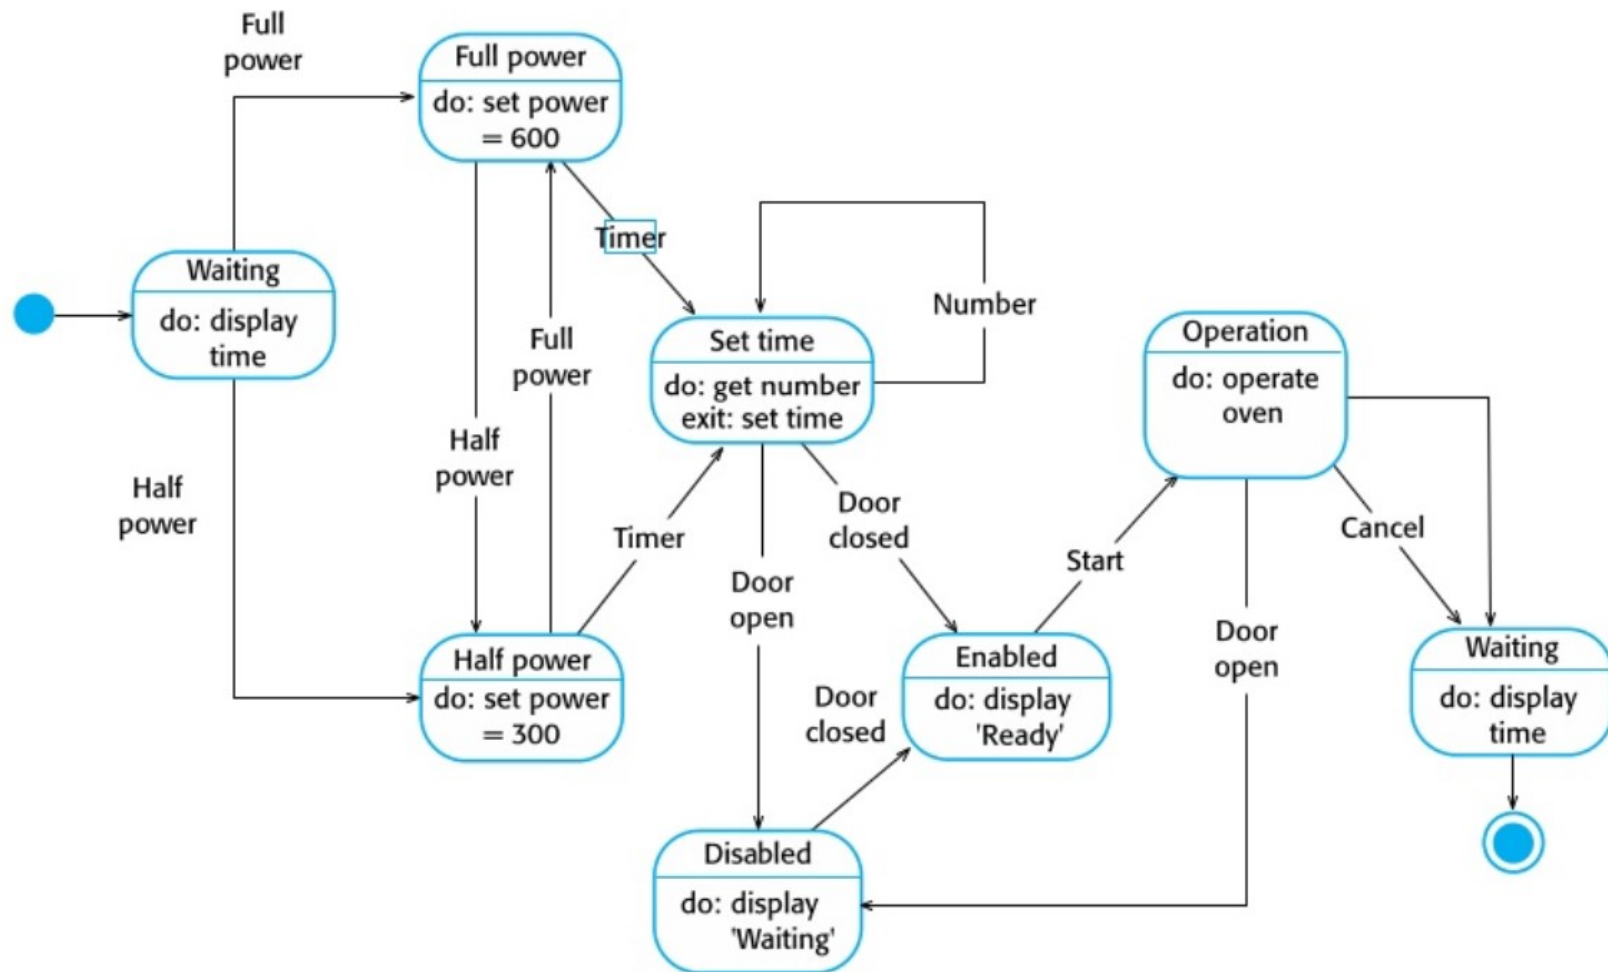 Full
power
Full power
do: set power
= 600
Timer
Waiting
do: display
time
Number
Full
power
Set time
do: get number
exit: set time
Operation
do: operate
oven
Half
power
Half
power
Timer
Door
closed
Start
Cancel
Door
open
Door
open
Half power
do: set power
= 300
Door
closed
Enabled
do: display
'Ready'
Waiting
do: display
time
Disabled
do: display
'Waiting'